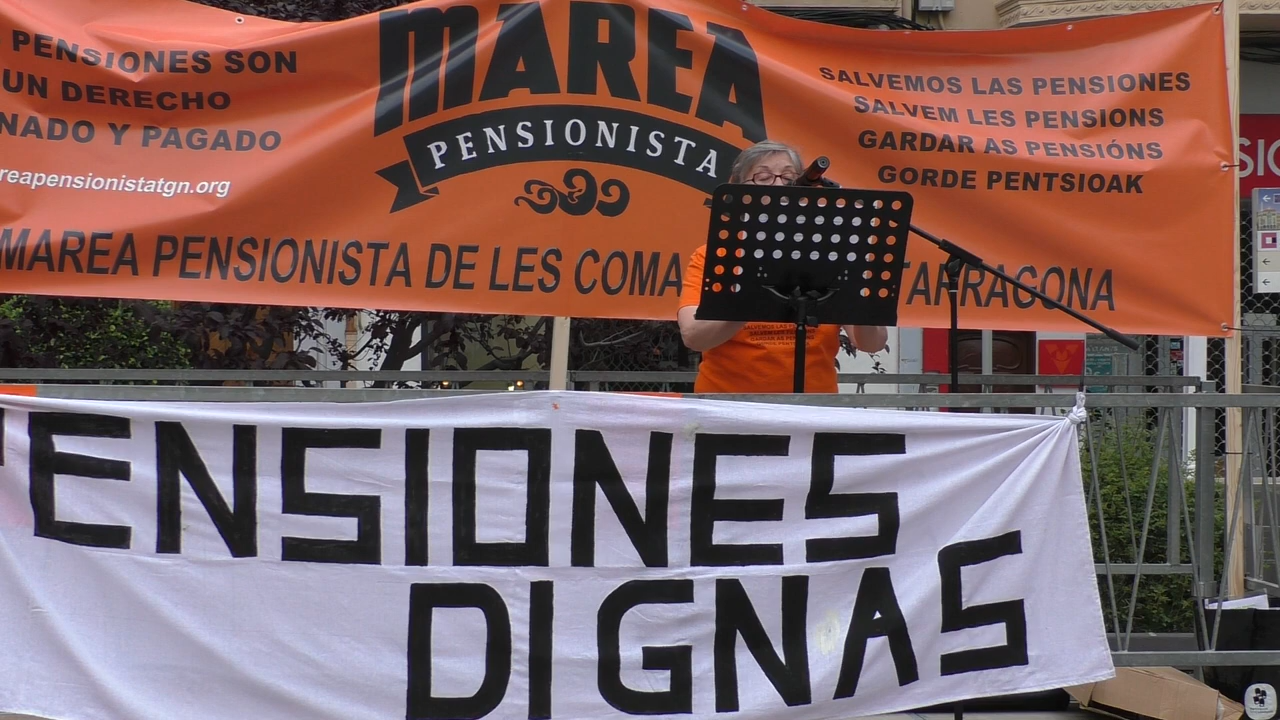 PENSIONES SON
UN DERECHO
NADO Y PAGADO
reapensionistatgn.org
MAREA
PENSIONISTA
SALVEMOS LAS PENSIONES
SALVEM LES PENSIONS
GARDAR AS PENSIÓNS
GORDE PENTSIOAK
MAREA PENSIONISTA DE LES COMA TARRAGONA
PENSIONES
DIGNAS